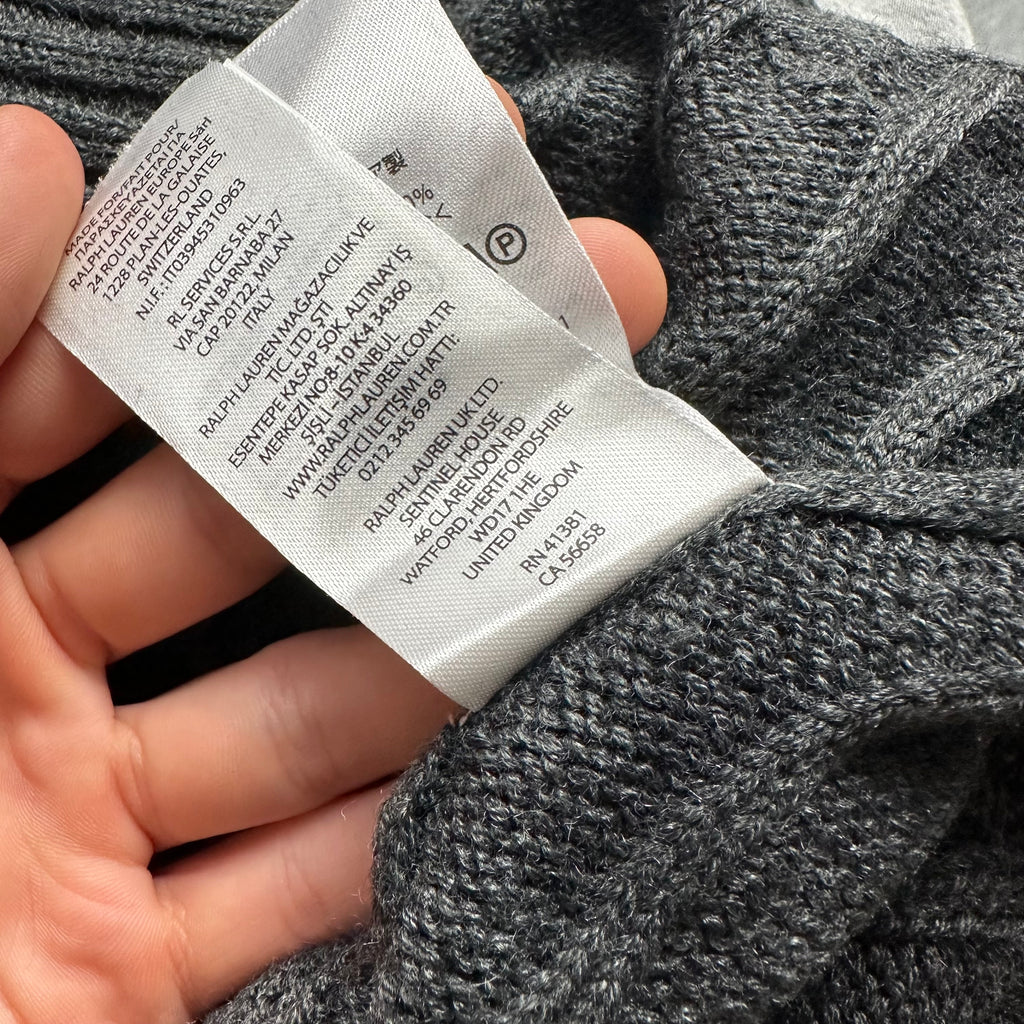 MADE FOR/FAIT POUR/
ΠΑΡΑΣΚΕΥΑΖΕΤΑΙ ΓΙΑ
RALPH LAUREN EUROPE Sàrl
24 ROUTE DE LA GALAISE
1228 PLAN-LES-OUATES,
SWITZERLAND
N.I.F.: IT03945310963
RL SERVICES S.R.L
VIA SAN BARNABA, 27
CAP 20122, MILAN
ITALY
RALPH LAUREN MAĞAZACILIK VE
TIC. LTD. ŞTI
ESENTEPE KASAP SOK. ALTINAY İŞ
MERKEZI NO:8-10 K:4 34360
ŞİŞLİ - ISTANBUL
WWW.RALPHLAUREN.COM.TR
TUKETİCİ İLETİŞİM HATTI:
0212 345 69 69
RALPH LAUREN UK LTD.
SENTINEL HOUSE
46 CLARENDON RD
WATFORD, HERTFORDSHIRE
WD17 1HE
UNITED KINGDOM
RN 41381
CA 56658
製
%
P